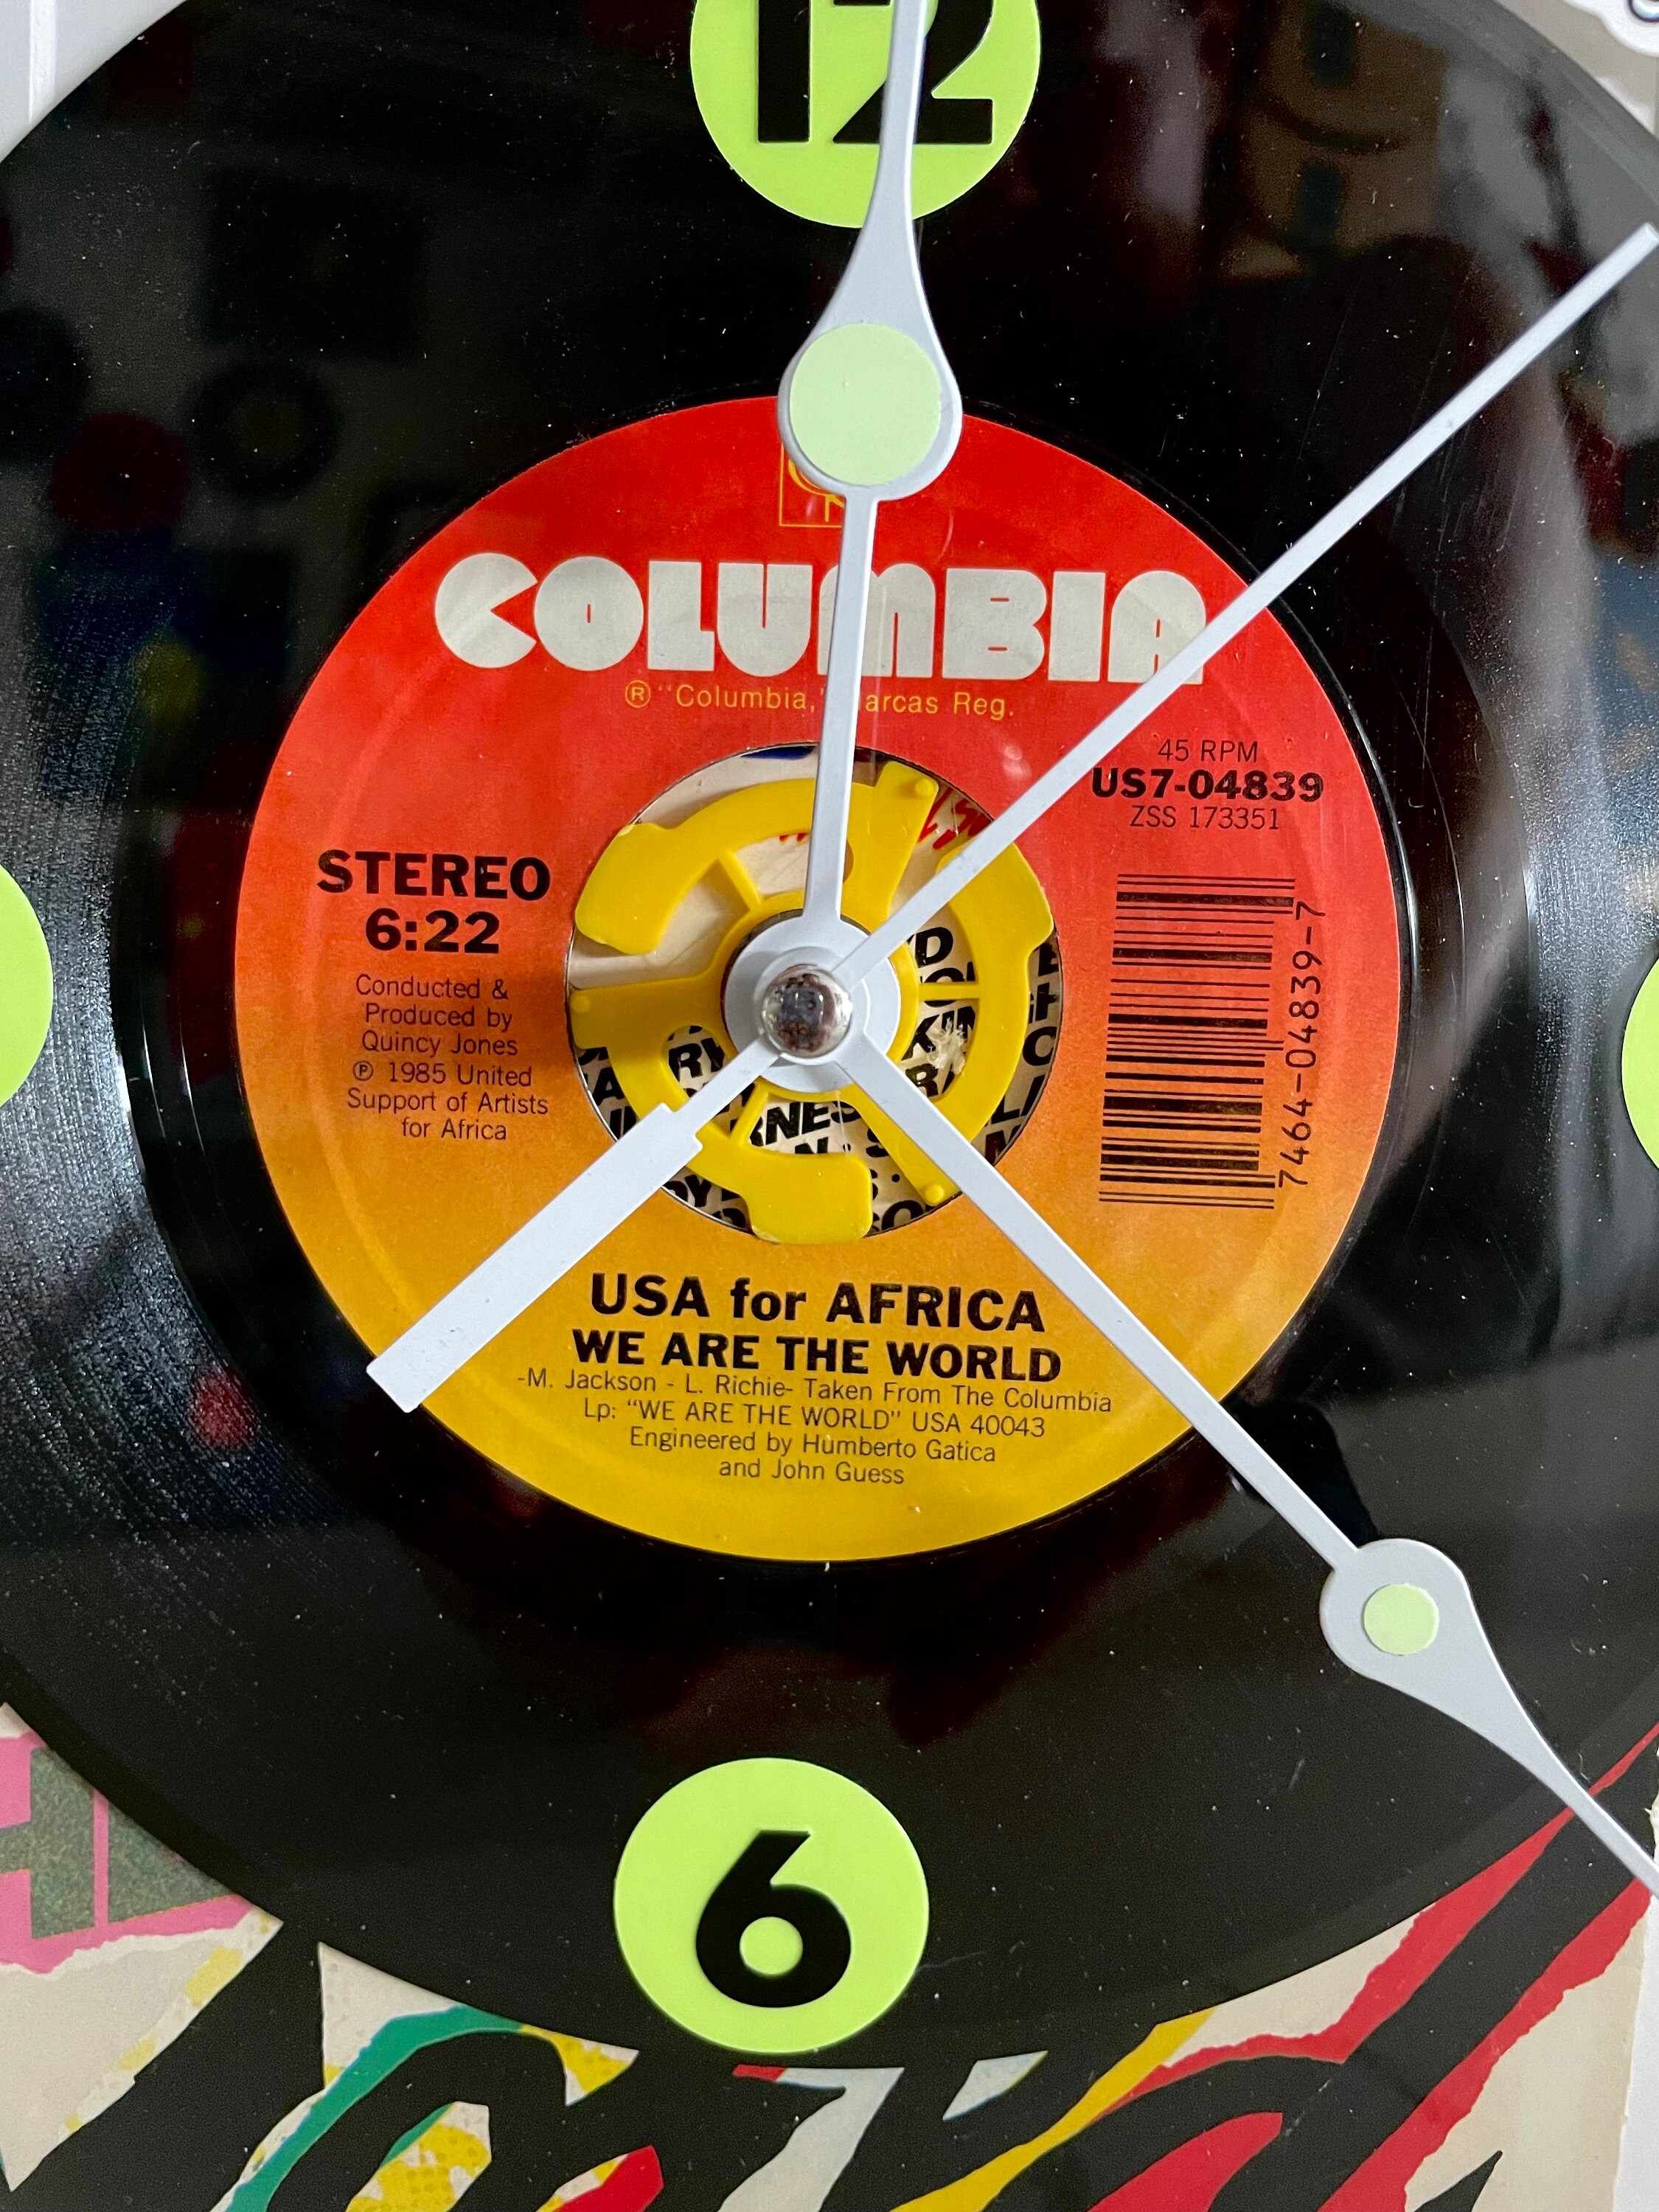 12
COLUMBIA
® "Columbia," arcas Reg.
45 RPM
US7-04839
ZSS 173351
STEREO
6:22
Conducted &
Produced by
Quincy Jones
℗ 1985 United
Support of Artists
for Africa
7464-04839-7
USA for AFRICA
WE ARE THE WORLD
-M. Jackson - L. Richie- Taken From The Columbia
Lp: "WE ARE THE WORLD" USA 40043
Engineered by Humberto Gatica
and John Guess
6